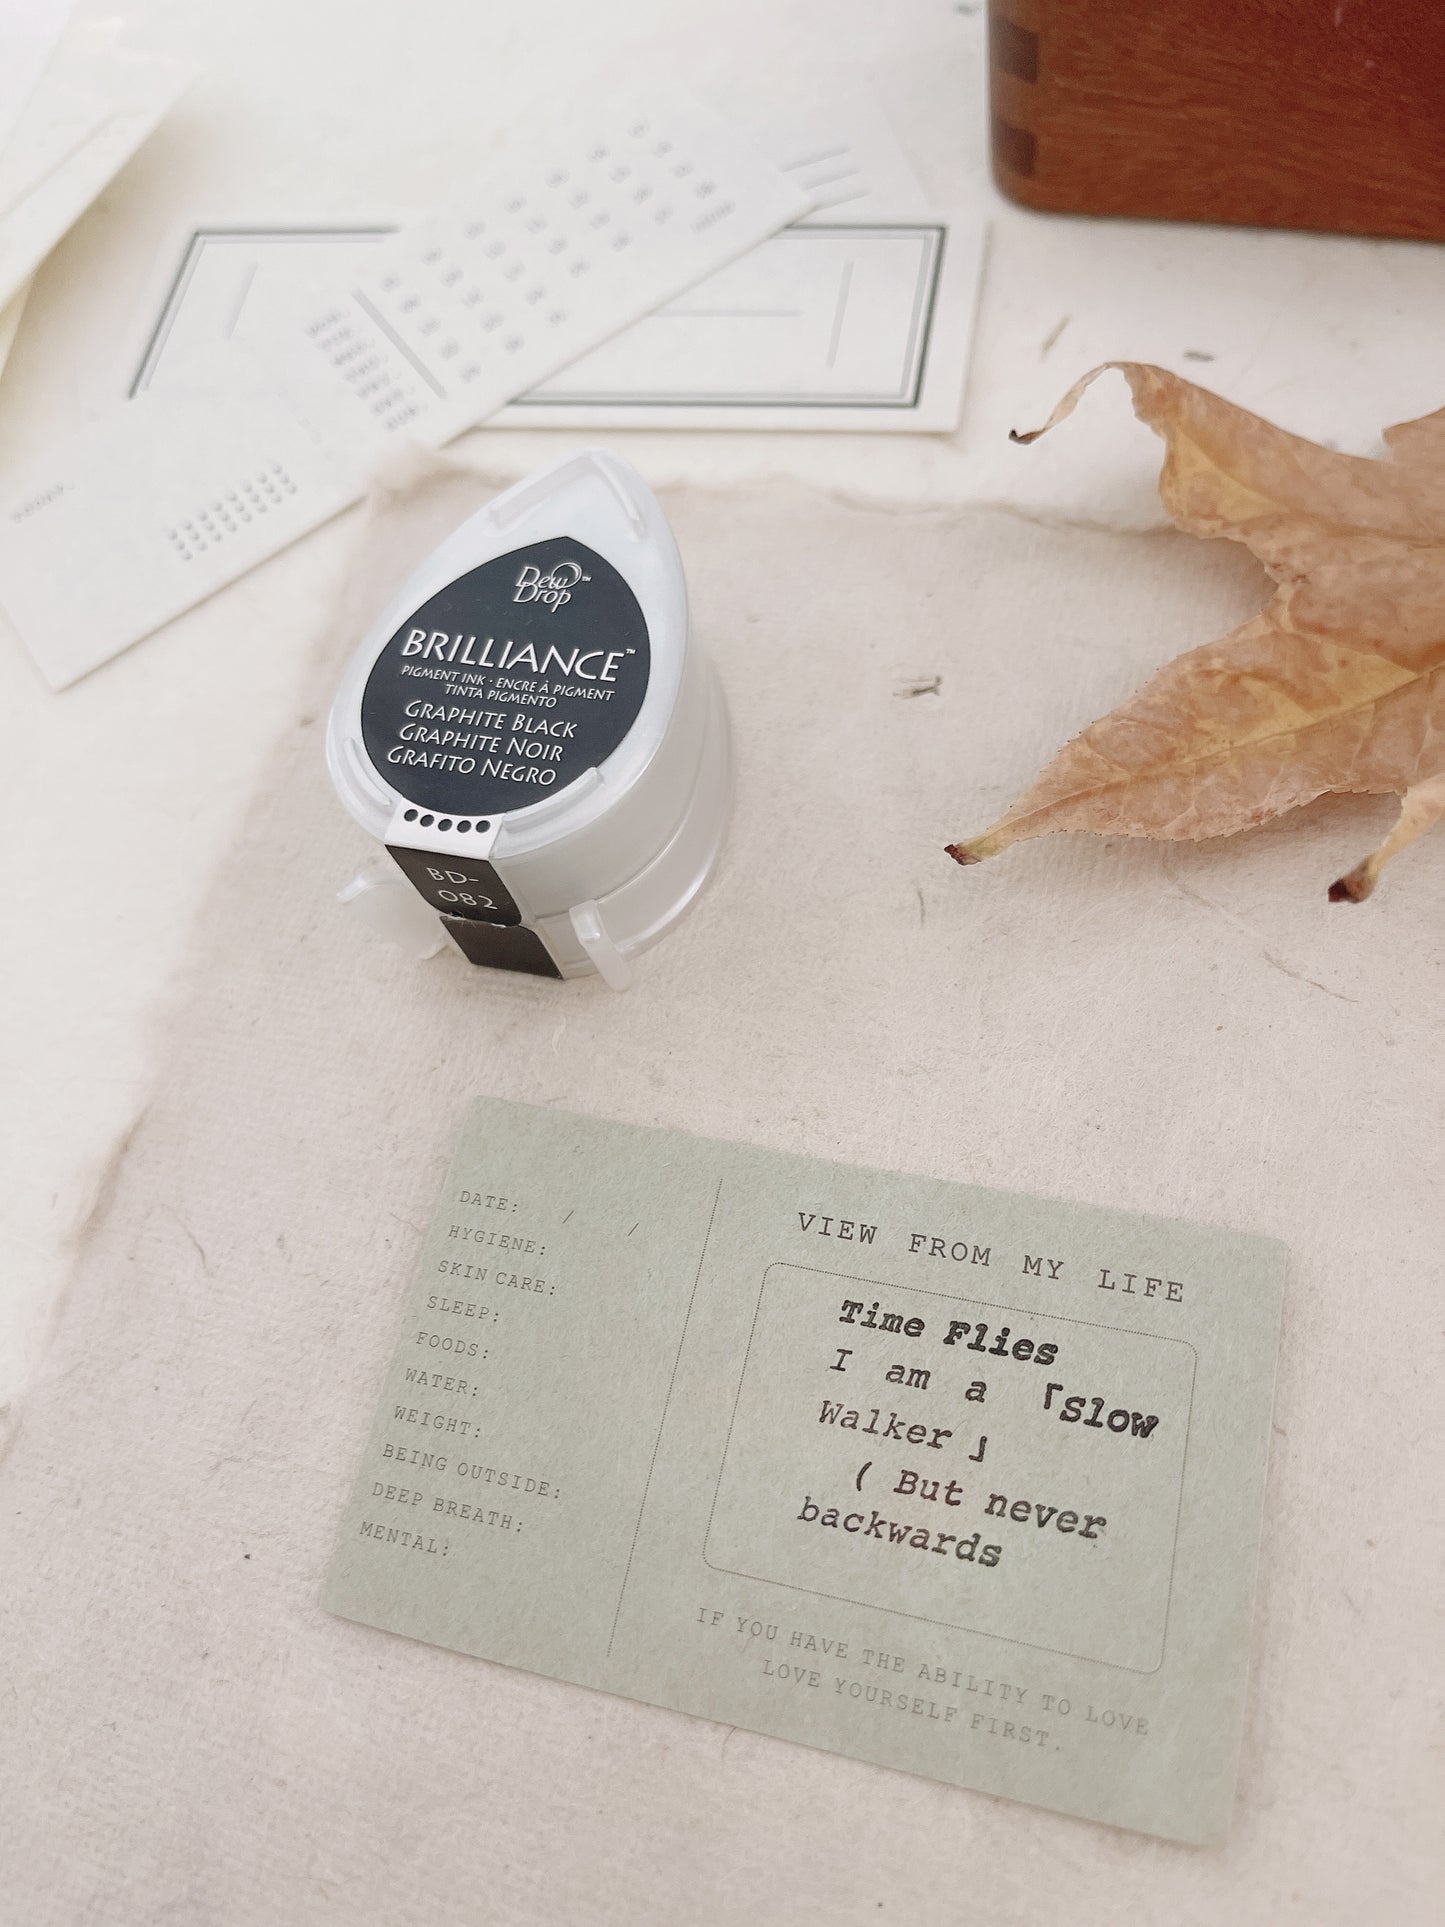 Dew
Drop™
BRILLIANCE™
PIGMENT INK · ENCRE À PIGMENT
TINTA PIGMENTO
GRAPHITE BLACK
GRAPHITE NOIR
GRAFITO NEGRO
BD-
082
DATE: / /
HYGIENE:
SKIN CARE:
SLEEP:
FOODS:
WATER:
WEIGHT:
BEING OUTSIDE:
DEEP BREATH:
MENTAL:
VIEW FROM MY LIFE
Time Flies
I am a 「Slow
Walker 」
( But never
backwards
IF YOU HAVE THE ABILITY TO LOVE
LOVE YOURSELF FIRST.